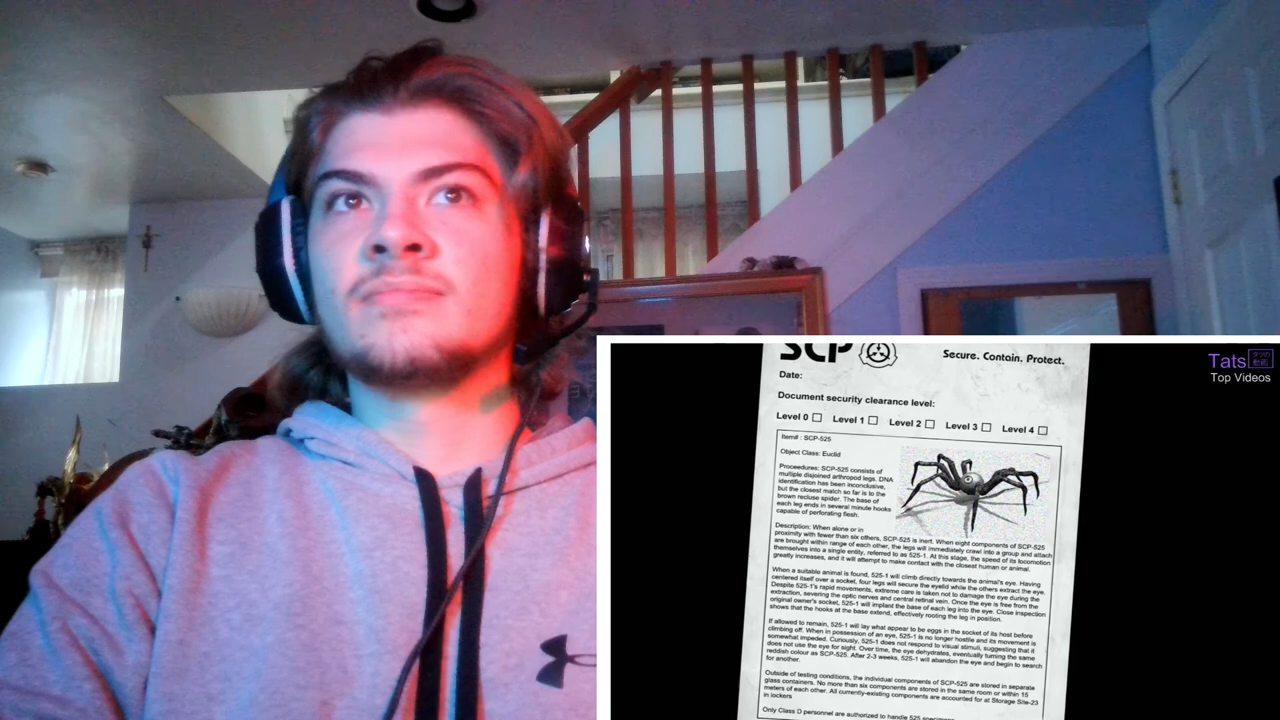 SCP
Secure. Contain. Protect.
Tats タツの動画
Top Videos
Date:
Document security clearance level:
Level 0 Level 1 Level 2 Level 3 Level 4
Item# : SCP-525
Object Class: Euclid
Proceedures: SCP-525 consists of
multiple disjoined arthropod legs. DNA
identification has been inconclusive,
but the closest match so far is to the
brown recluse spider. The base of
each leg ends in several minute hooks
capable of perforating flesh.
Description: When alone or in
proximity with fewer than six others, SCP-525 is inert. When eight components of SCP-525
are brought within range of each other, the legs will immediately crawl into a group and attach
themselves into a single entity, referred to as 525-1. At this stage, the speed of its locomotion
greatly increases, and it will attempt to make contact with the closest human or animal.
When a suitable animal is found, 525-1 will climb directly towards the animal's eye. Having
centered itself over a socket, four legs will secure the eyelid while the others extract the eye.
Despite 525-1's rapid movements, extreme care is taken not to damage the eye during the
extraction, severing the optic nerves and central retinal vein. Once the eye is free from the
original owner's socket, 525-1 will implant the base of each leg into the eye. Close inspection
shows that the hooks at the base extend, effectively rooting the leg in position.
If allowed to remain, 525-1 will lay what appear to be eggs in the socket of its host before
climbing off. When in possession of an eye, 525-1 is no longer hostile and its movement is
somewhat impeded. Curiously, 525-1 does not respond to visual stimuli, suggesting that it
does not use the eye for sight. Over time, the eye dehydrates, eventually turning the same
reddish colour as SCP-525. After 2-3 weeks, 525-1 will abandon the eye and begin to search
for another.
Outside of testing conditions, the individual components of SCP-525 are stored in separate
glass containers. No more than six components are stored in the same room or within 15
meters of each other. All currently-existing components are accounted for at Storage Site-23
in lockers
Only Class D personnel are authorized to handle 525